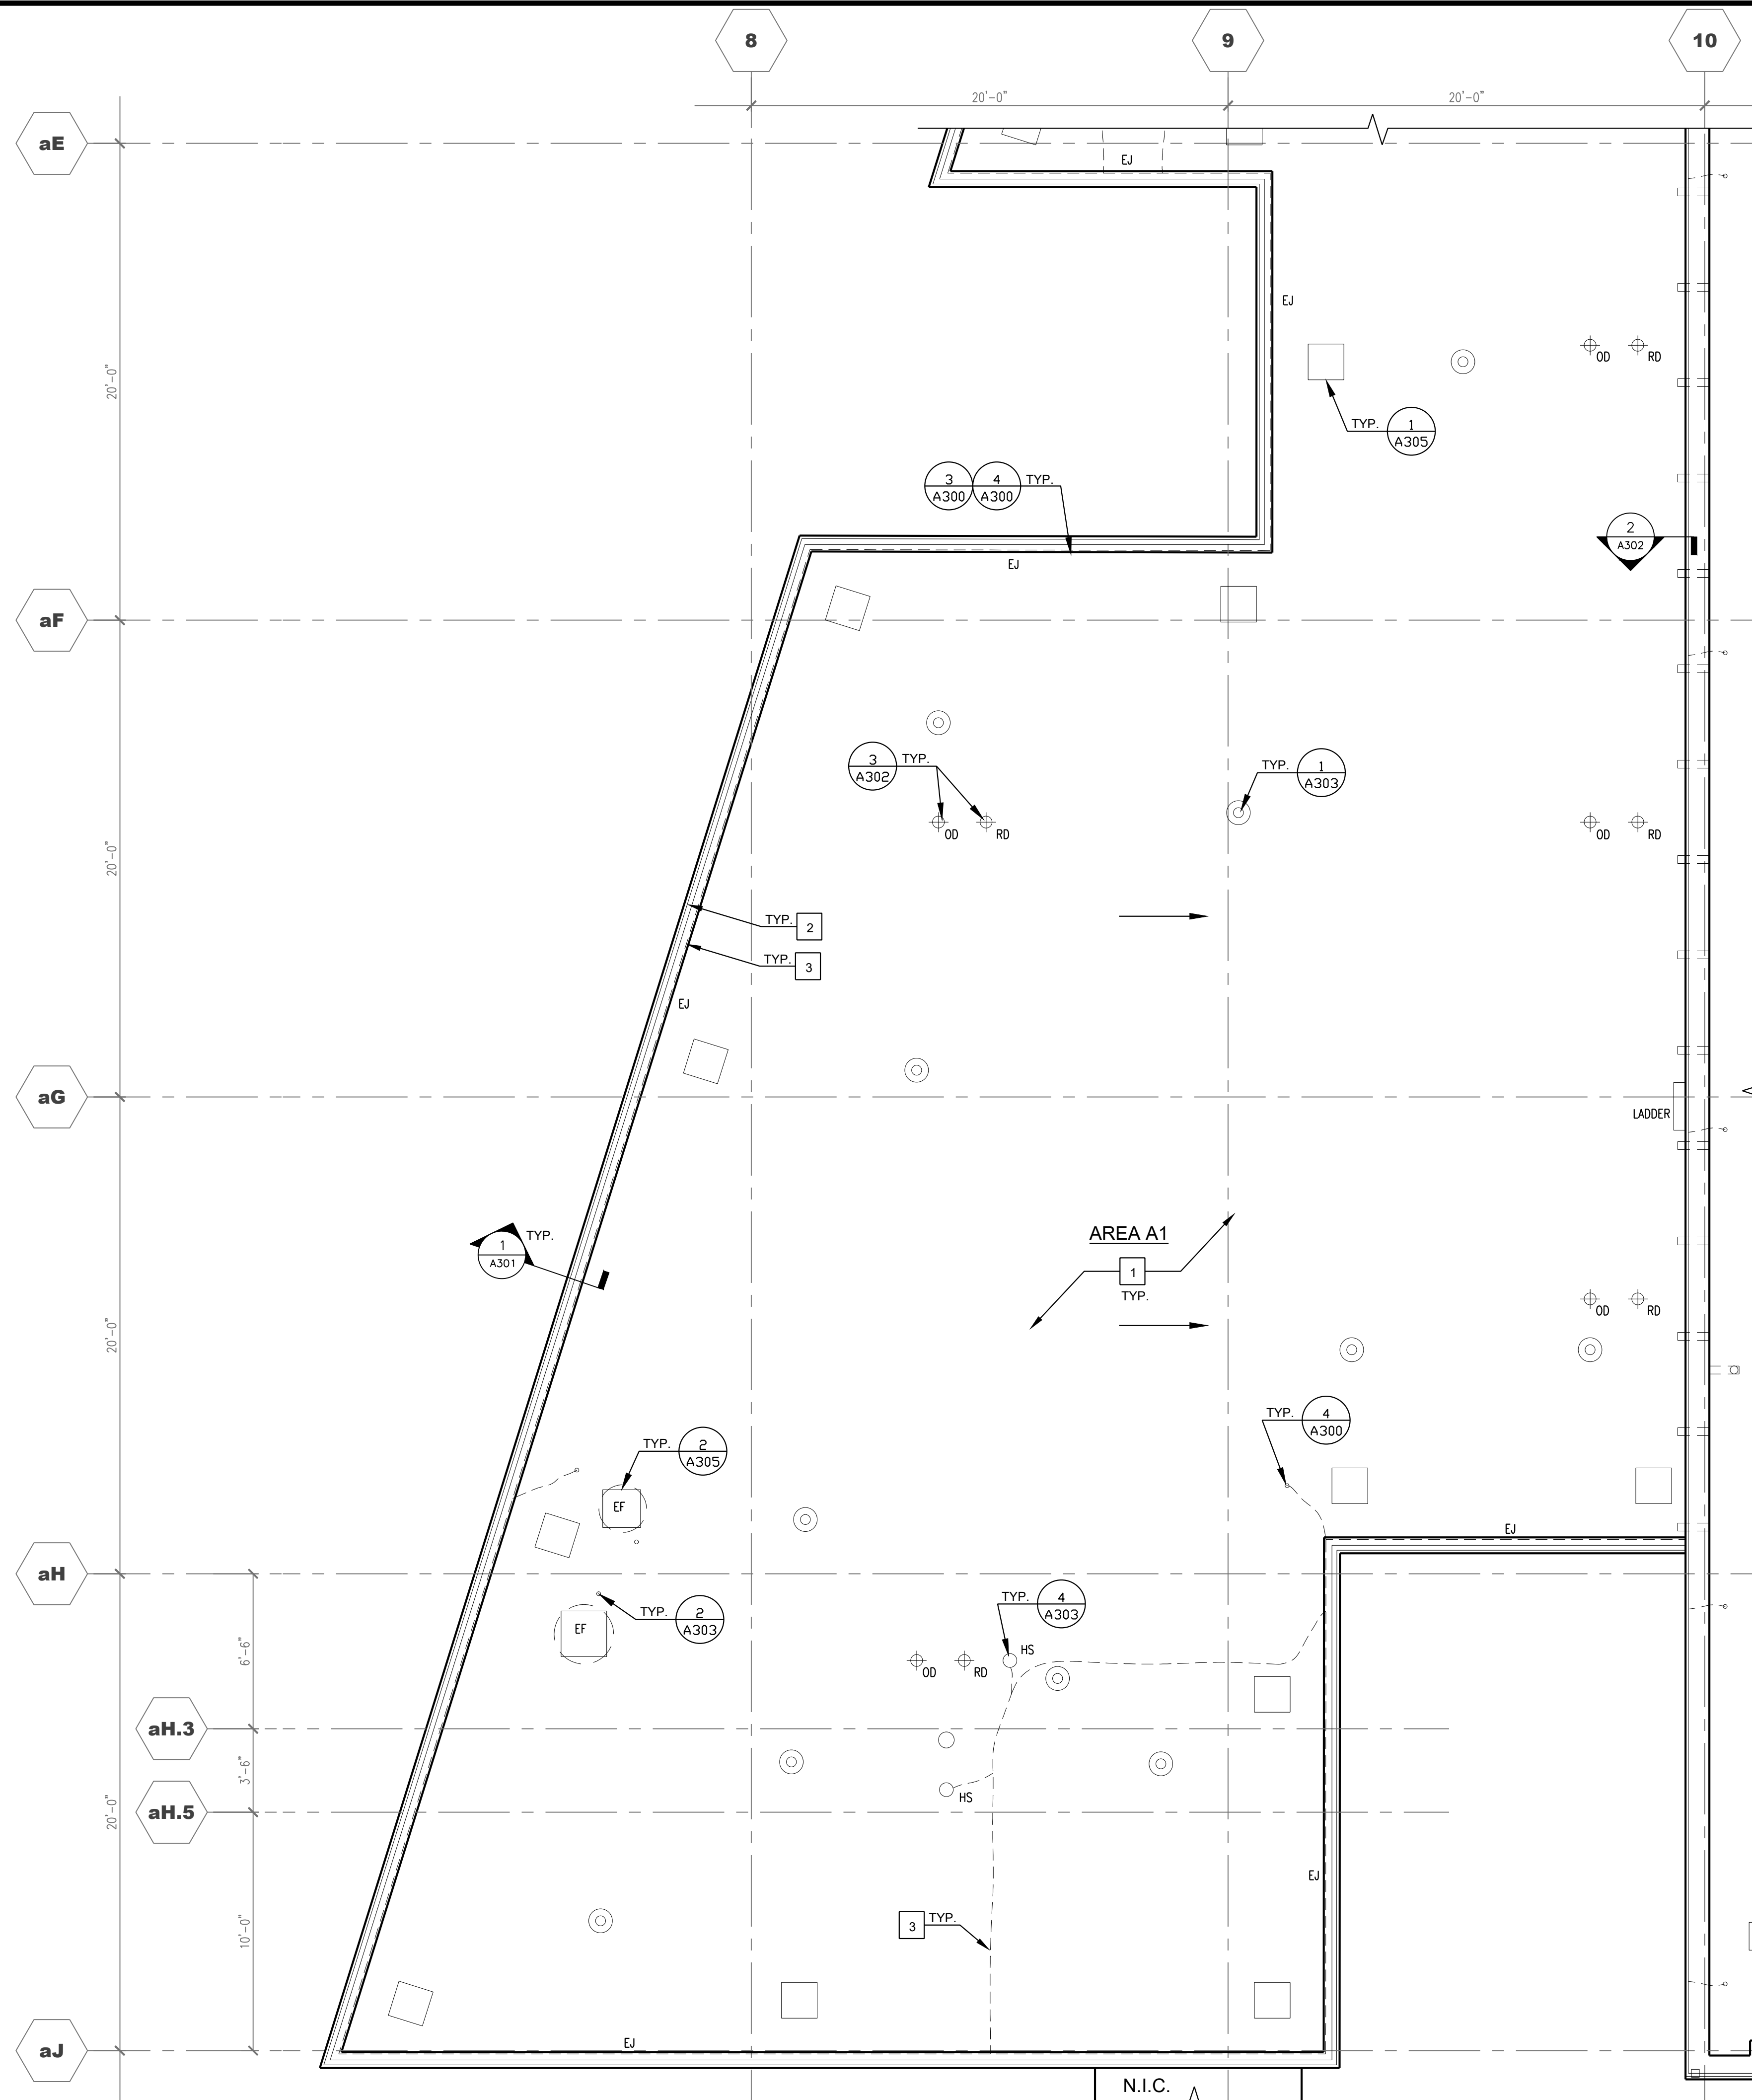 8
9
10
20'-0"
20'-0"
aE
EJ
EJ
20'-0"
OD
RD
TYP.
1
A305
3
A300
4
A300
TYP.
2
A302
EJ
aF
3
A302
TYP.
TYP.
1
A303
OD
RD
OD
RD
20'-0"
TYP.
2
TYP.
3
EJ
aG
LADDER
1
A301
TYP.
AREA A1
1
TYP.
OD
RD
20'-0"
TYP.
4
A300
TYP.
2
A305
EF
EJ
aH
TYP.
2
A303
EF
TYP.
4
A303
HS
OD
RD
6'-6"
aH.3
3'-6"
HS
20'-0"
aH.5
EJ
10'-0"
3
TYP.
EJ
aJ
N.I.C.